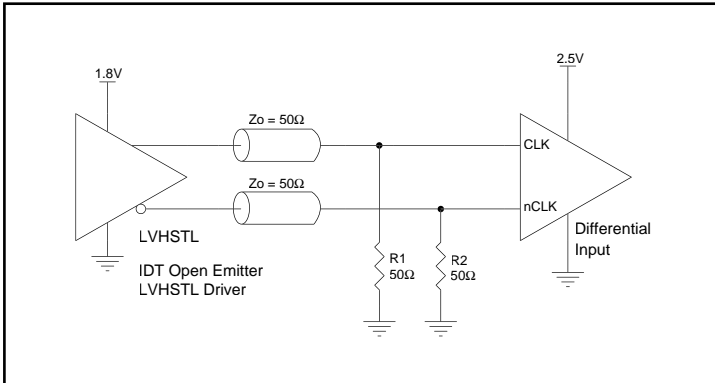 1.8V
2.5V
Zo = 50Ω
CLK
Zo = 50Ω
nCLK
LVHSTL
IDT Open Emitter
LVHSTL Driver
R1
50Ω
R2
50Ω
Differential
Input